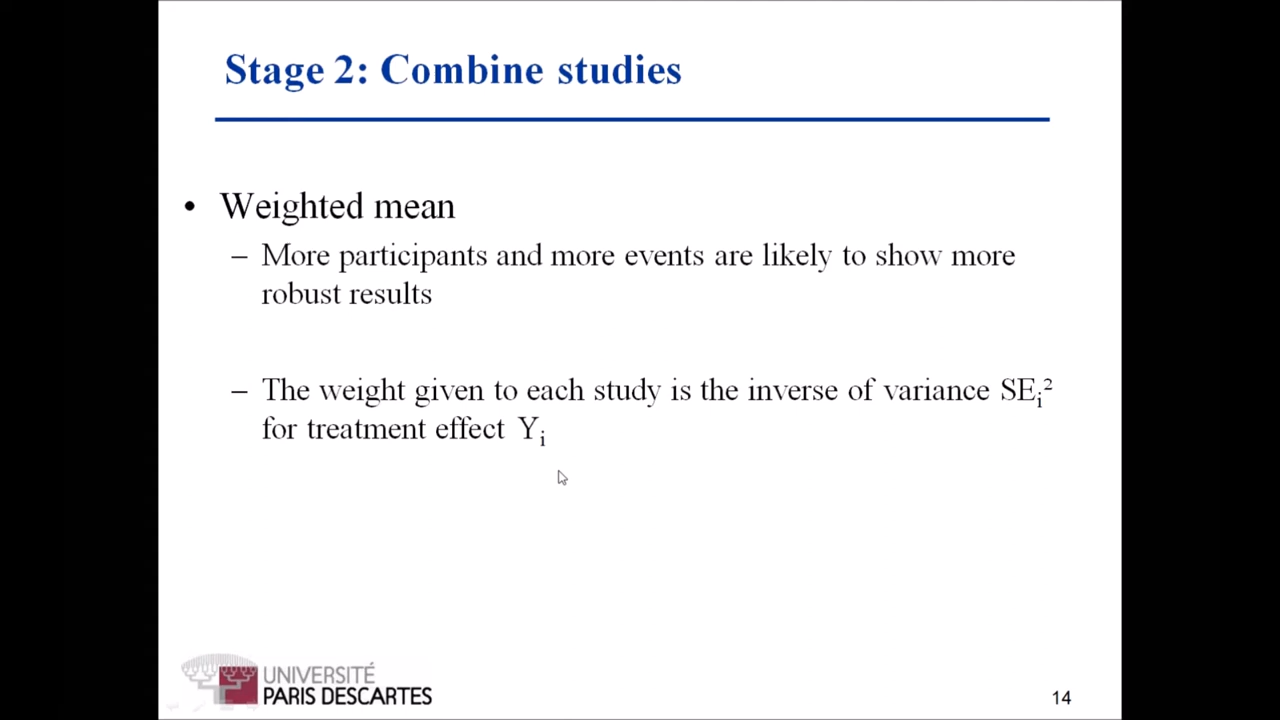 Stage 2: Combine studies
• Weighted mean
– More participants and more events are likely to show more
robust results
– The weight given to each study is the inverse of variance SEᵢ²
for treatment effect Yᵢ
UNIVERSITÉ
PARIS DESCARTES
14